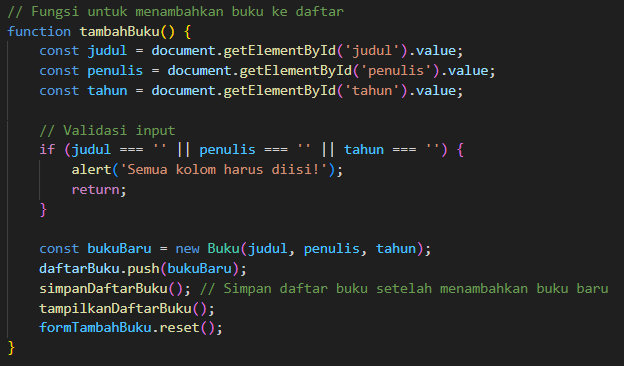 // Fungsi untuk menambahkan buku ke daftar
function tambahBuku() {
    const judul = document.getElementById('judul').value;
    const penulis = document.getElementById('penulis').value;
    const tahun = document.getElementById('tahun').value;

    // Validasi input
    if (judul === '' || penulis === '' || tahun === '') {
        alert('Semua kolom harus diisi!');
        return;
    }

    const bukuBaru = new Buku(judul, penulis, tahun);
    daftarBuku.push(bukuBaru);
    simpanDaftarBuku(); // Simpan daftar buku setelah menambahkan buku baru
    tampilkanDaftarBuku();
    formTambahBuku.reset();
}